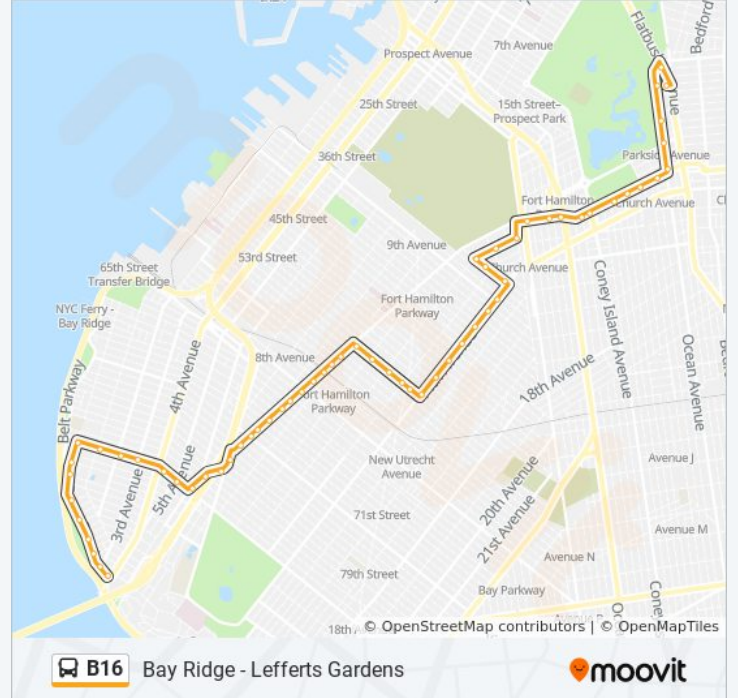 Flatbush
nue
Bedford
7th Avenue
Prospect Avenue
25th Street
15th Street–
Prospect Park
36th Street
Parkside Avenue
Fort Hamilton
Church Avenue
45th Street
9th Avenue
53rd Street
65th Street
Transfer Bridge
Church Avenue
NYC Ferry -
Bay Ridge
Fort Hamilton
Parkway
Coney Island Avenue
Ocean Avenue
8th Avenue
4th Avenue
Belt Parkway
18th Avenue
ort Hamilton
Parkway
3rd Avenue
5th Avenue
New Utrecht
Avenue
20th Avenue
21st Avenue
Avenue J
71st Street
Avenue M
79th Street
Avenue N
Bay Parkway
Coney
18th
© OpenStreetMap contributors | © OpenMapTiles
B16 Bay Ridge - Lefferts Gardens
moovit